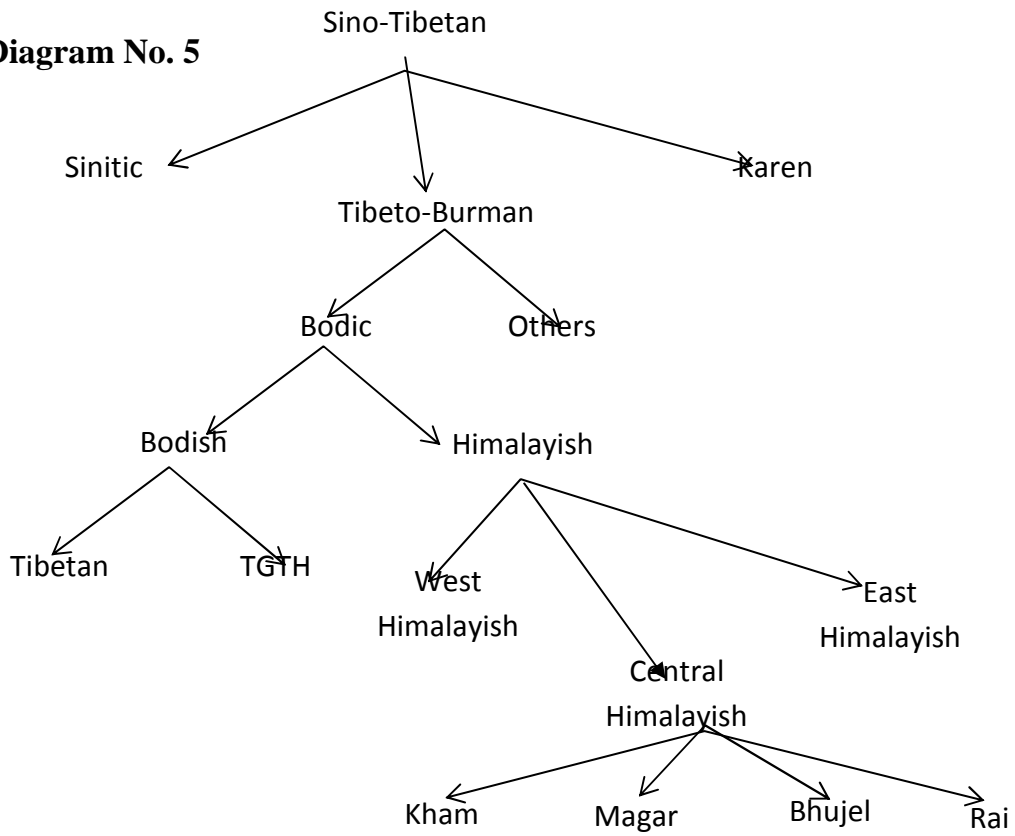 Sino-Tibetan
Diagram No. 5
Sinitic
Karen
Tibeto-Burman
Bodic
Others
Bodish
Himalayish
Tibetan
TGTH
West
Himalayish
East
Himalayish
Central
Himalayish
Kham
Magar
Bhujel
Rai